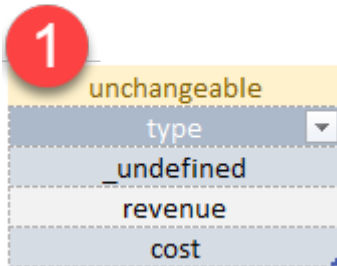 1
unchangeable
type
_undefined
revenue
cost